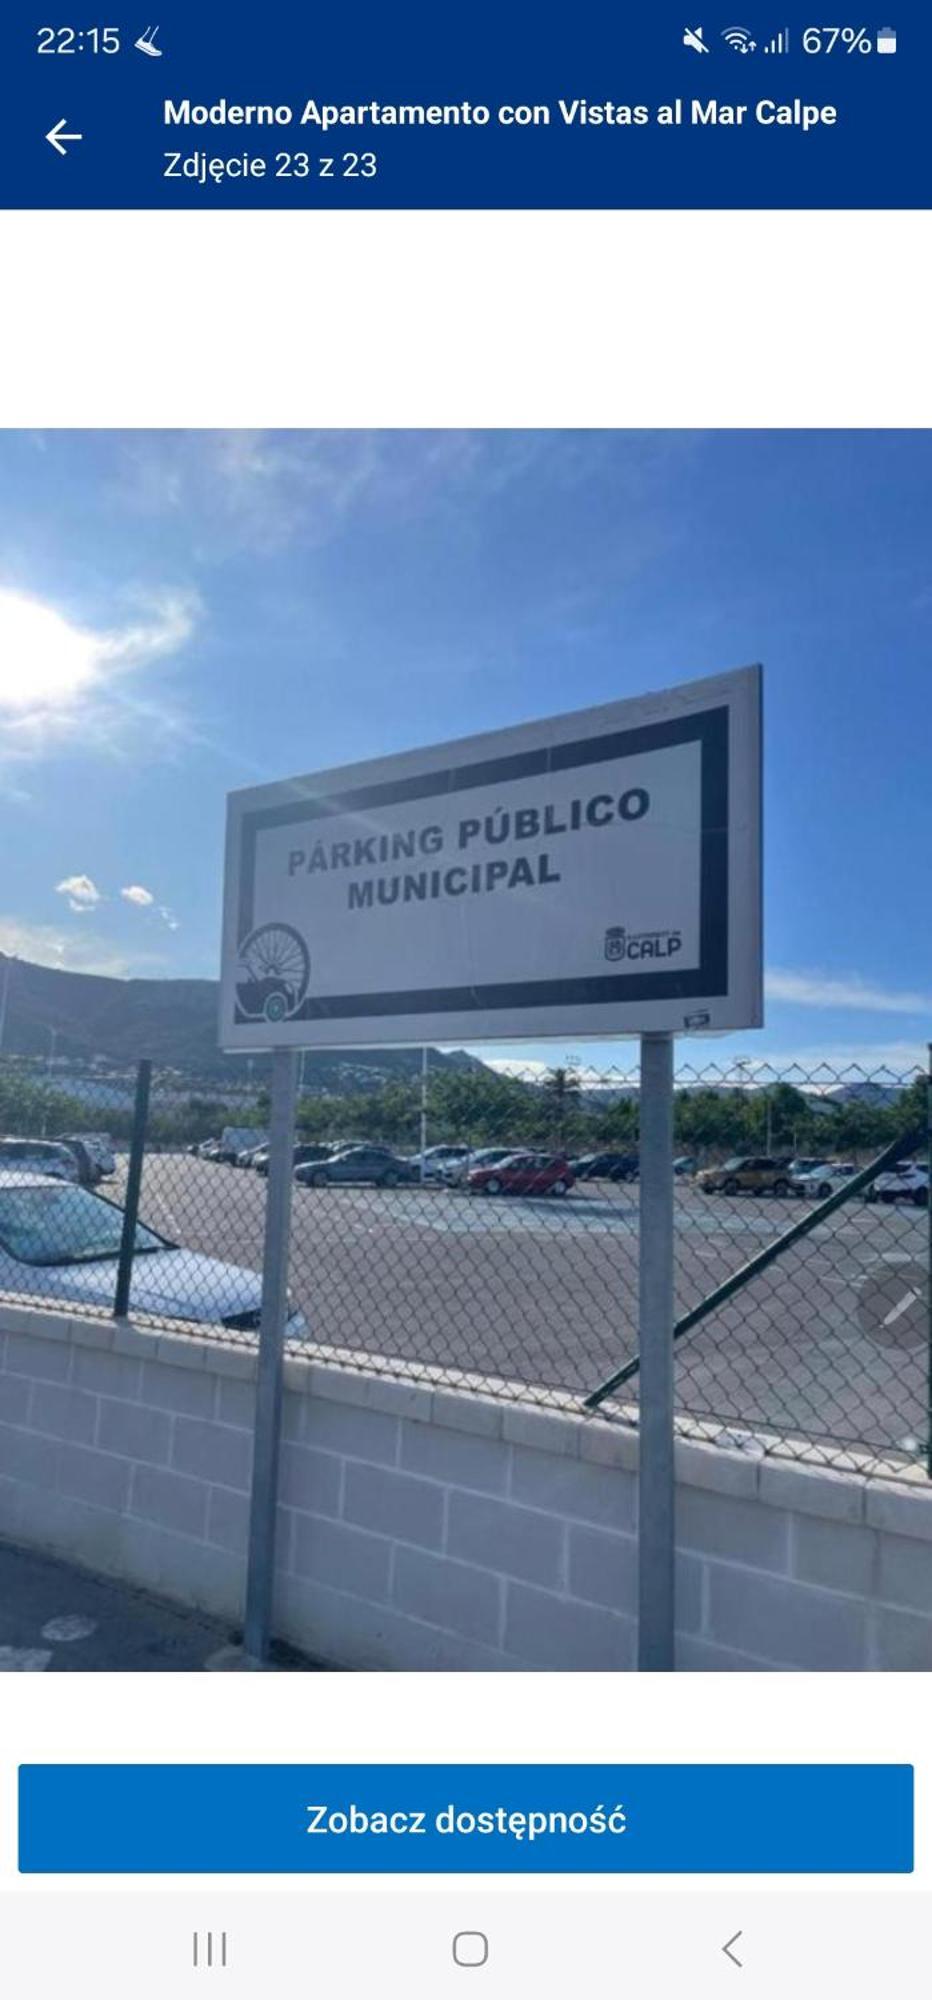 22:15
67%
Moderno Apartamento con Vistas al Mar Calpe
Zdjęcie 23 z 23
PÁRKING PÚBLICO
MUNICIPAL
CALP
Zobacz dostępność